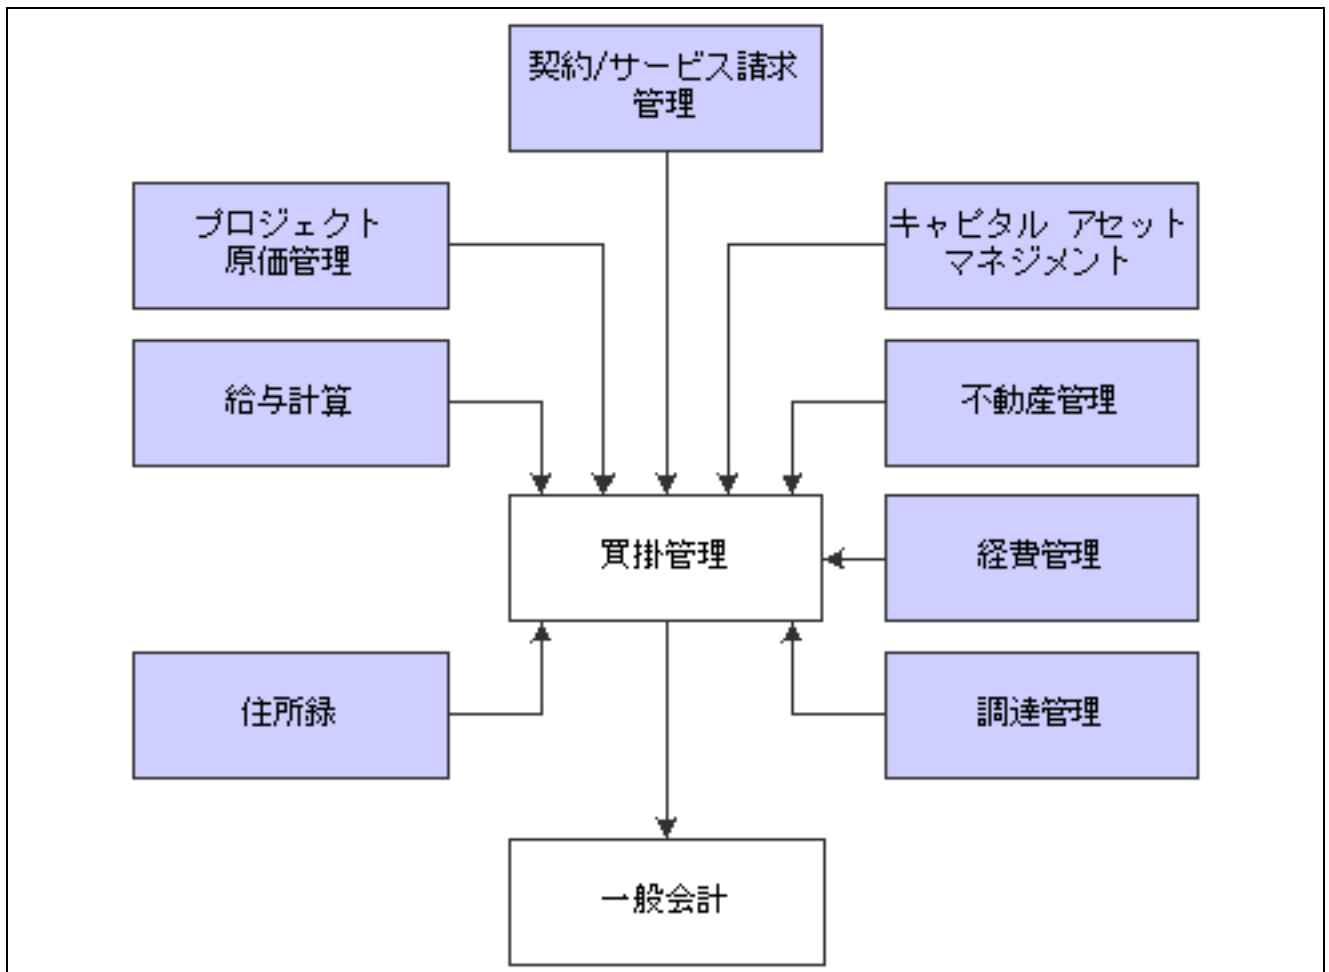 契約/サービス請求
管理
プロジェクト
原価管理
キャピタル アセット
マネジメント
給与計算
不動産管理
買掛管理
経費管理
住所録
調達管理
一般会計